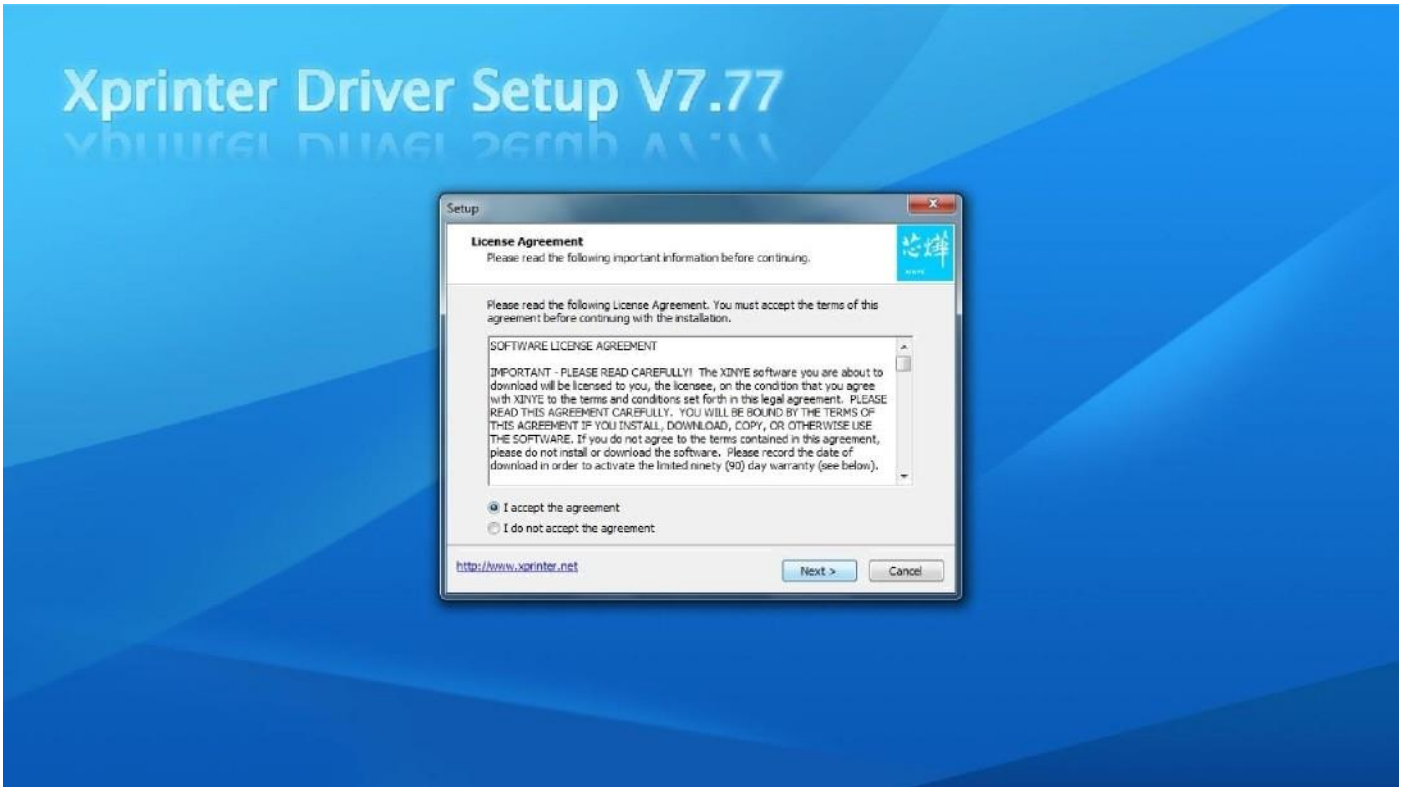 Xprinter Driver Setup V7.77
Setup
License Agreement
Please read the following important information before continuing.
芯烨
XINYE
Please read the following License Agreement. You must accept the terms of this
agreement before continuing with the installation.
SOFTWARE LICENSE AGREEMENT
IMPORTANT - PLEASE READ CAREFULLY! The XINYE software you are about to
download will be licensed to you, the licensee, on the condition that you agree
with XINYE to the terms and conditions set forth in this legal agreement. PLEASE
READ THIS AGREEMENT CAREFULLY. YOU WILL BE BOUND BY THE TERMS OF
THIS AGREEMENT IF YOU INSTALL, DOWNLOAD, COPY, OR OTHERWISE USE
THE SOFTWARE. If you do not agree to the terms contained in this agreement,
please do not install or download the software. Please record the date of
download in order to activate the limited ninety (90) day warranty (see below).
I accept the agreement
I do not accept the agreement
http://www.xprinter.net
Next >
Cancel